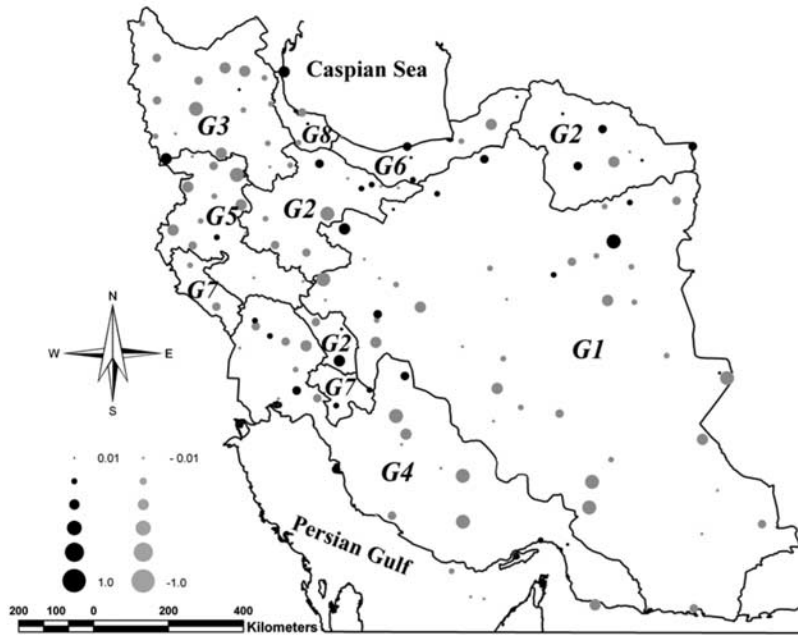 Caspian Sea
G2
G3
G8
G6
G5
G2
G7
N
W E
S
G2
G1
G7
G4
0.01 - 0.01
1.0 -1.0
Persian Gulf
200 100 0 200 400
Kilometers